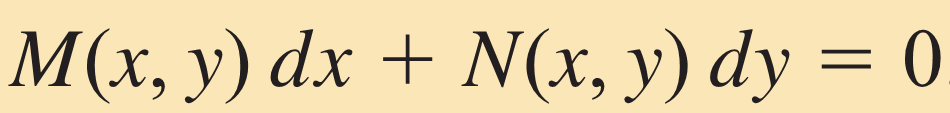 M(x, y) dx + N(x, y) dy = 0.